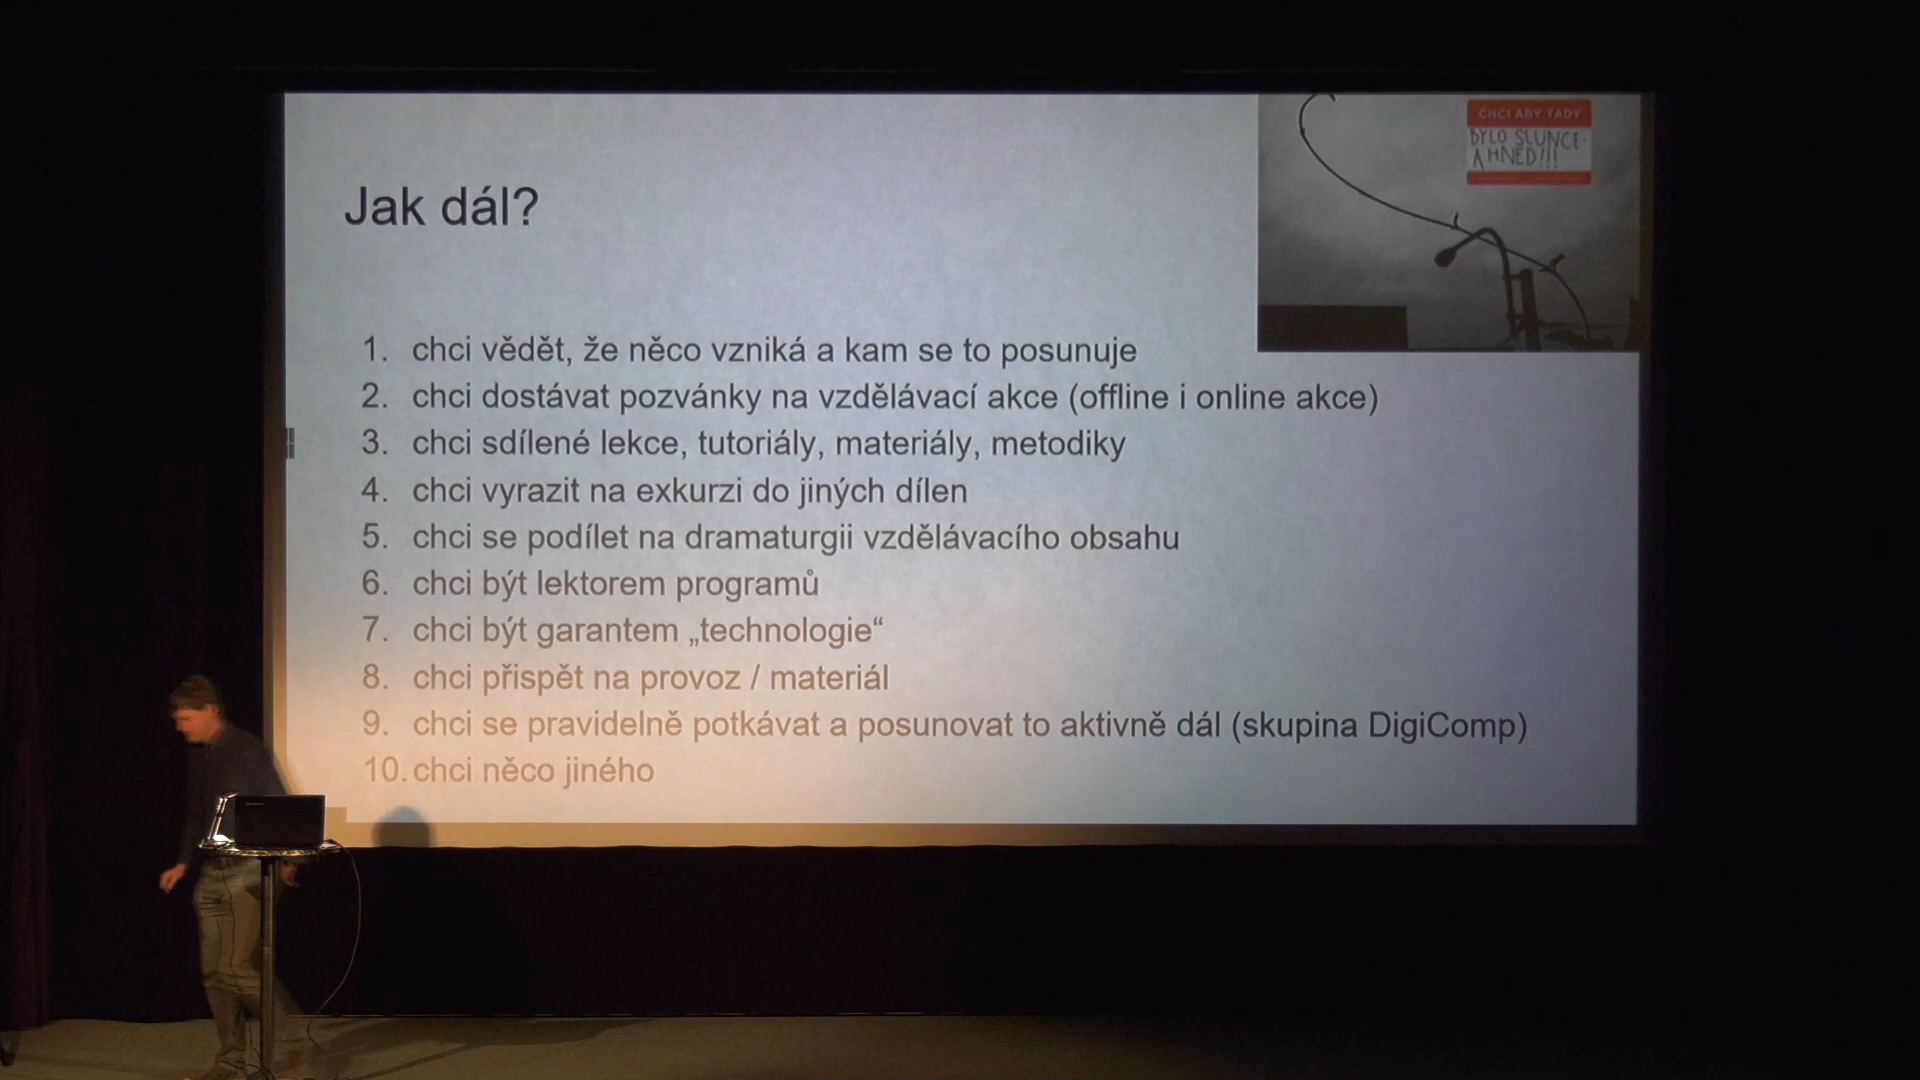 CHCI ABY TADY
BYLO SLUNCE-
A HNED!!!
Jak dál?
1. chci vědět, že něco vzniká a kam se to posunuje
2. chci dostávat pozvánky na vzdělávací akce (offline i online akce)
3. chci sdílené lekce, tutoriály, materiály, metodiky
4. chci vyrazit na exkurzi do jiných dílen
5. chci se podílet na dramaturgii vzdělávacího obsahu
6. chci být lektorem programů
7. chci být garantem „technologie“
8. chci přispět na provoz / materiál
9. chci se pravidelně potkávat a posunovat to aktivně dál (skupina DigiComp)
10. chci něco jiného